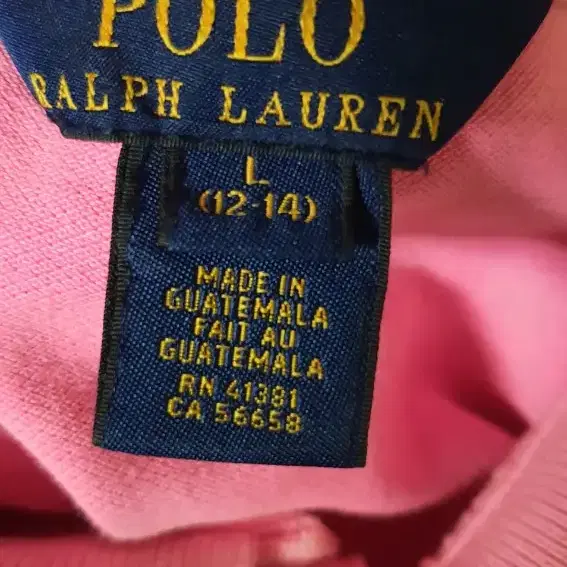 POLO
RALPH LAUREN
L
(12-14)
MADE IN
GUATEMALA
FAIT AU
GUATEMALA
RN 41381
CA 56658